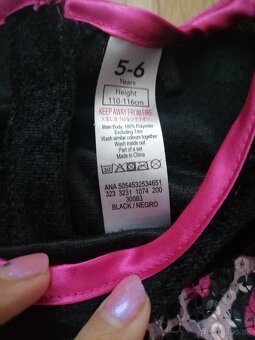 5-6
Years
Height
110-116cm
KEEP AWAY FROM FIRE
Main Body: 100% Polyester
Excluding Trim
Wash similar colours together
Wash inside out
Part of a set
Made in China
ANA 5054532534651
323 3231 1074 200
30083
BLACK / NEGRO